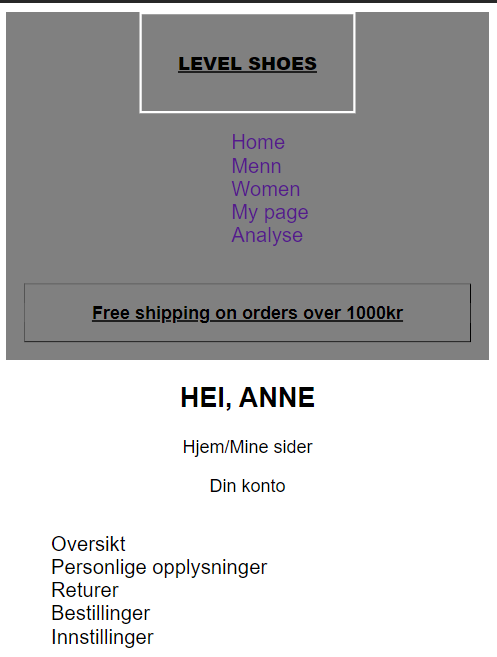 LEVEL SHOES
Home
Menn
Women
My page
Analyse
Free shipping on orders over 1000kr
HEI, ANNE
Hjem/Mine sider
Din konto
Oversikt
Personlige opplysninger
Returer
Bestillinger
Innstillinger